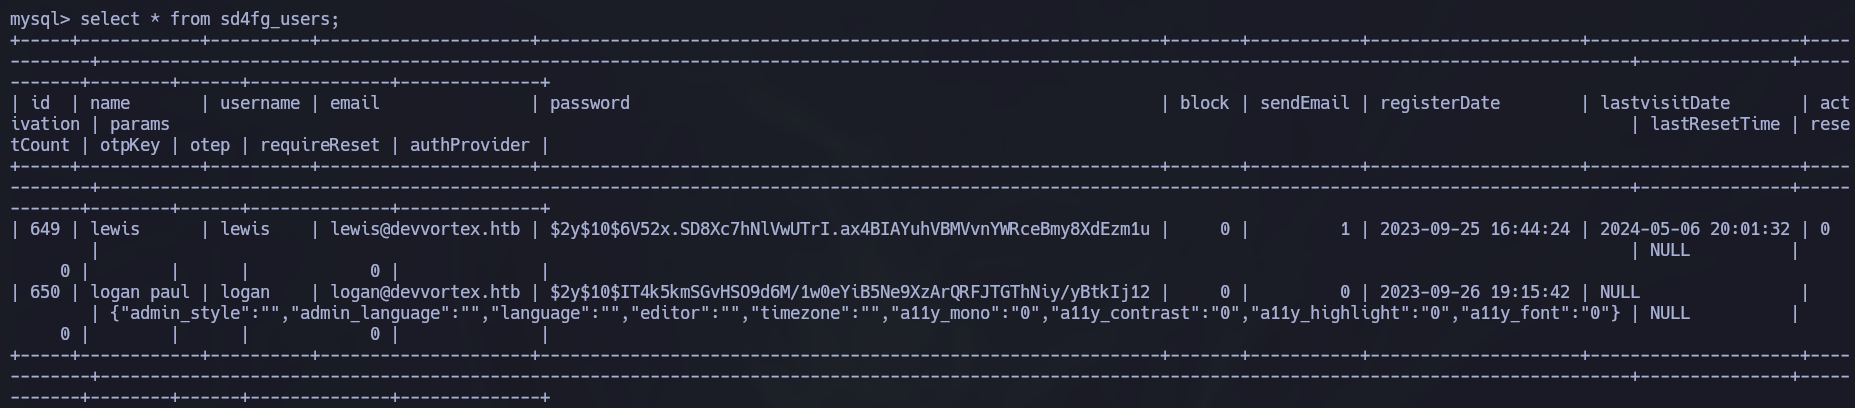 mysql> select * from sd4fg_users;
+-----+------------+----------+---------------------+--------------------------------------------------------------+-------+-----------+---------------------+---------------------+----
--------+---------------------------------------------------------------------------------------------------------------------------------------------------------+---------------+-----
-------+--------+------+--------------+--------------+
| id | name | username | email | password | block | sendEmail | registerDate | lastvisitDate | act
ivation | params | lastResetTime | rese
tCount | otpKey | otep | requireReset | authProvider |
+-----+------------+----------+---------------------+--------------------------------------------------------------+-------+-----------+---------------------+---------------------+----
--------+---------------------------------------------------------------------------------------------------------------------------------------------------------+---------------+-----
-------+--------+------+--------------+--------------+
| 649 | lewis | lewis | lewis@devvortex.htb | $2y$10$6V52x.SD8Xc7hNlVwUTrI.ax4BIAYuhVBMVvnYWRceBmy8XdEzm1u | 0 | 1 | 2023-09-25 16:44:24 | 2024-05-06 20:01:32 | 0
| | NULL |
0 | | | 0 | |
| 650 | logan paul | logan | logan@devvortex.htb | $2y$10$IT4k5kmSGvHSO9d6M/1w0eYiB5Ne9XzArQRFJTGThNiy/yBtkIj12 | 0 | 0 | 2023-09-26 19:15:42 | NULL |
| {"admin_style":"","admin_language":"","language":"","editor":"","timezone":"","a11y_mono":"0","a11y_contrast":"0","a11y_highlight":"0","a11y_font":"0"} | NULL |
0 | | | 0 | |
+-----+------------+----------+---------------------+--------------------------------------------------------------+-------+-----------+---------------------+---------------------+----
--------+---------------------------------------------------------------------------------------------------------------------------------------------------------+---------------+-----
-------+--------+------+--------------+--------------+